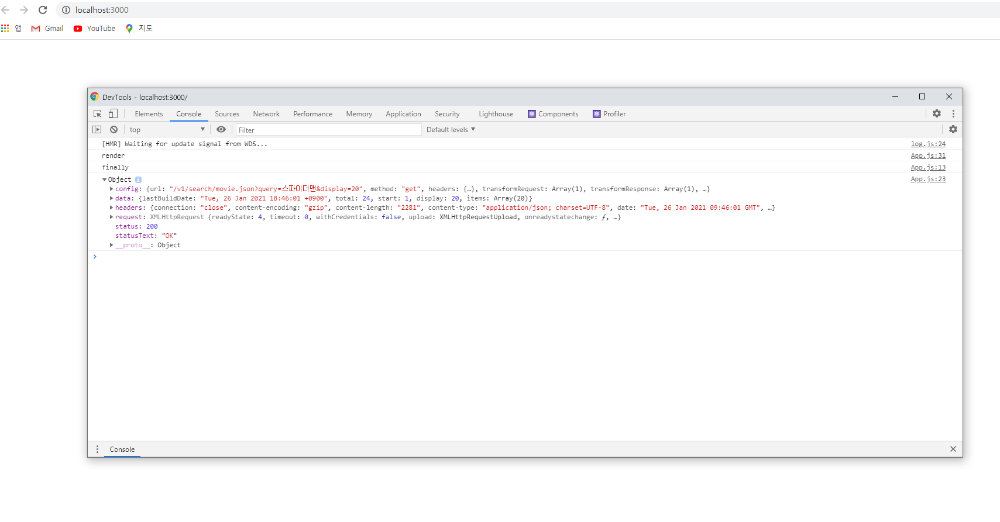 localhost:3000
앱 Gmail YouTube 지도
DevTools - localhost:3000/
Elements Console Sources Network Performance Memory Application Security Lighthouse Components Profiler
top Filter Default levels
[HMR] Waiting for update signal from WDS... log.js:24
render App.js:31
finally App.js:13
Object i App.js:23
config: {url: "/v1/search/movie.json?query=스파이더맨&display=20", method: "get", headers: {…}, transformRequest: Array(1), transformResponse: Array(1), …}
data: {lastBuildDate: "Tue, 26 Jan 2021 18:46:01 +0900", total: 24, start: 1, display: 20, items: Array(20)}
headers: {connection: "close", content-encoding: "gzip", content-length: "2281", content-type: "application/json; charset=UTF-8", date: "Tue, 26 Jan 2021 09:46:01 GMT", …}
request: XMLHttpRequest {readyState: 4, timeout: 0, withCredentials: false, upload: XMLHttpRequestUpload, onreadystatechange: ƒ, …}
status: 200
statusText: "OK"
__proto__: Object
Console